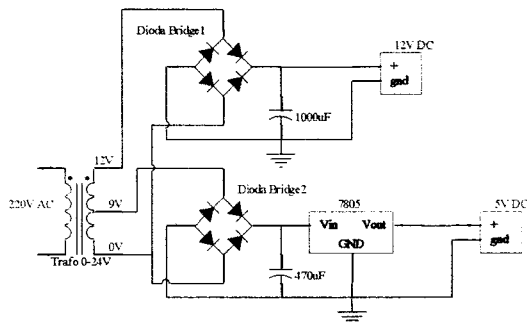 Dioda Bridge1
12V DC
+
gnd
1000uF
12V
220V AC
9V
0V
Trafo 0-24V
Dioda Bridge2
7805
Vin Vout
GND
470uF
5V DC
+
gnd